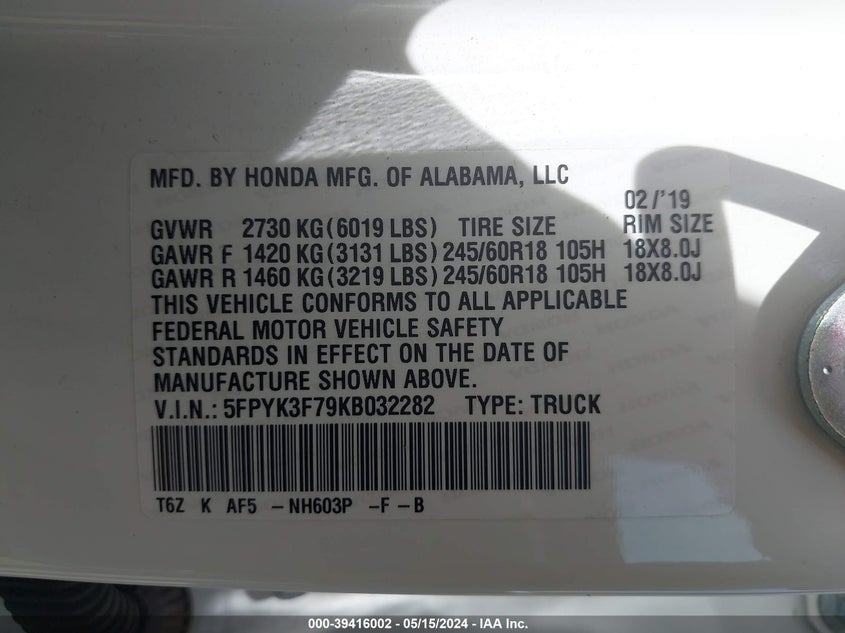 MFD. BY HONDA MFG. OF ALABAMA, LLC
02/'19
GVWR 2730 KG(6019 LBS) TIRE SIZE RIM SIZE
GAWR F 1420 KG(3131 LBS) 245/60R18 105H 18X8.0J
GAWR R 1460 KG(3219 LBS) 245/60R18 105H 18X8.0J
THIS VEHICLE CONFORMS TO ALL APPLICABLE
FEDERAL MOTOR VEHICLE SAFETY
STANDARDS IN EFFECT ON THE DATE OF
MANUFACTURE SHOWN ABOVE.
V.I.N.: 5FPYK3F79KB032282 TYPE: TRUCK
T6Z K AF5 -NH603P -F-B
000-39416002 - 05/15/2024 - IAA Inc.